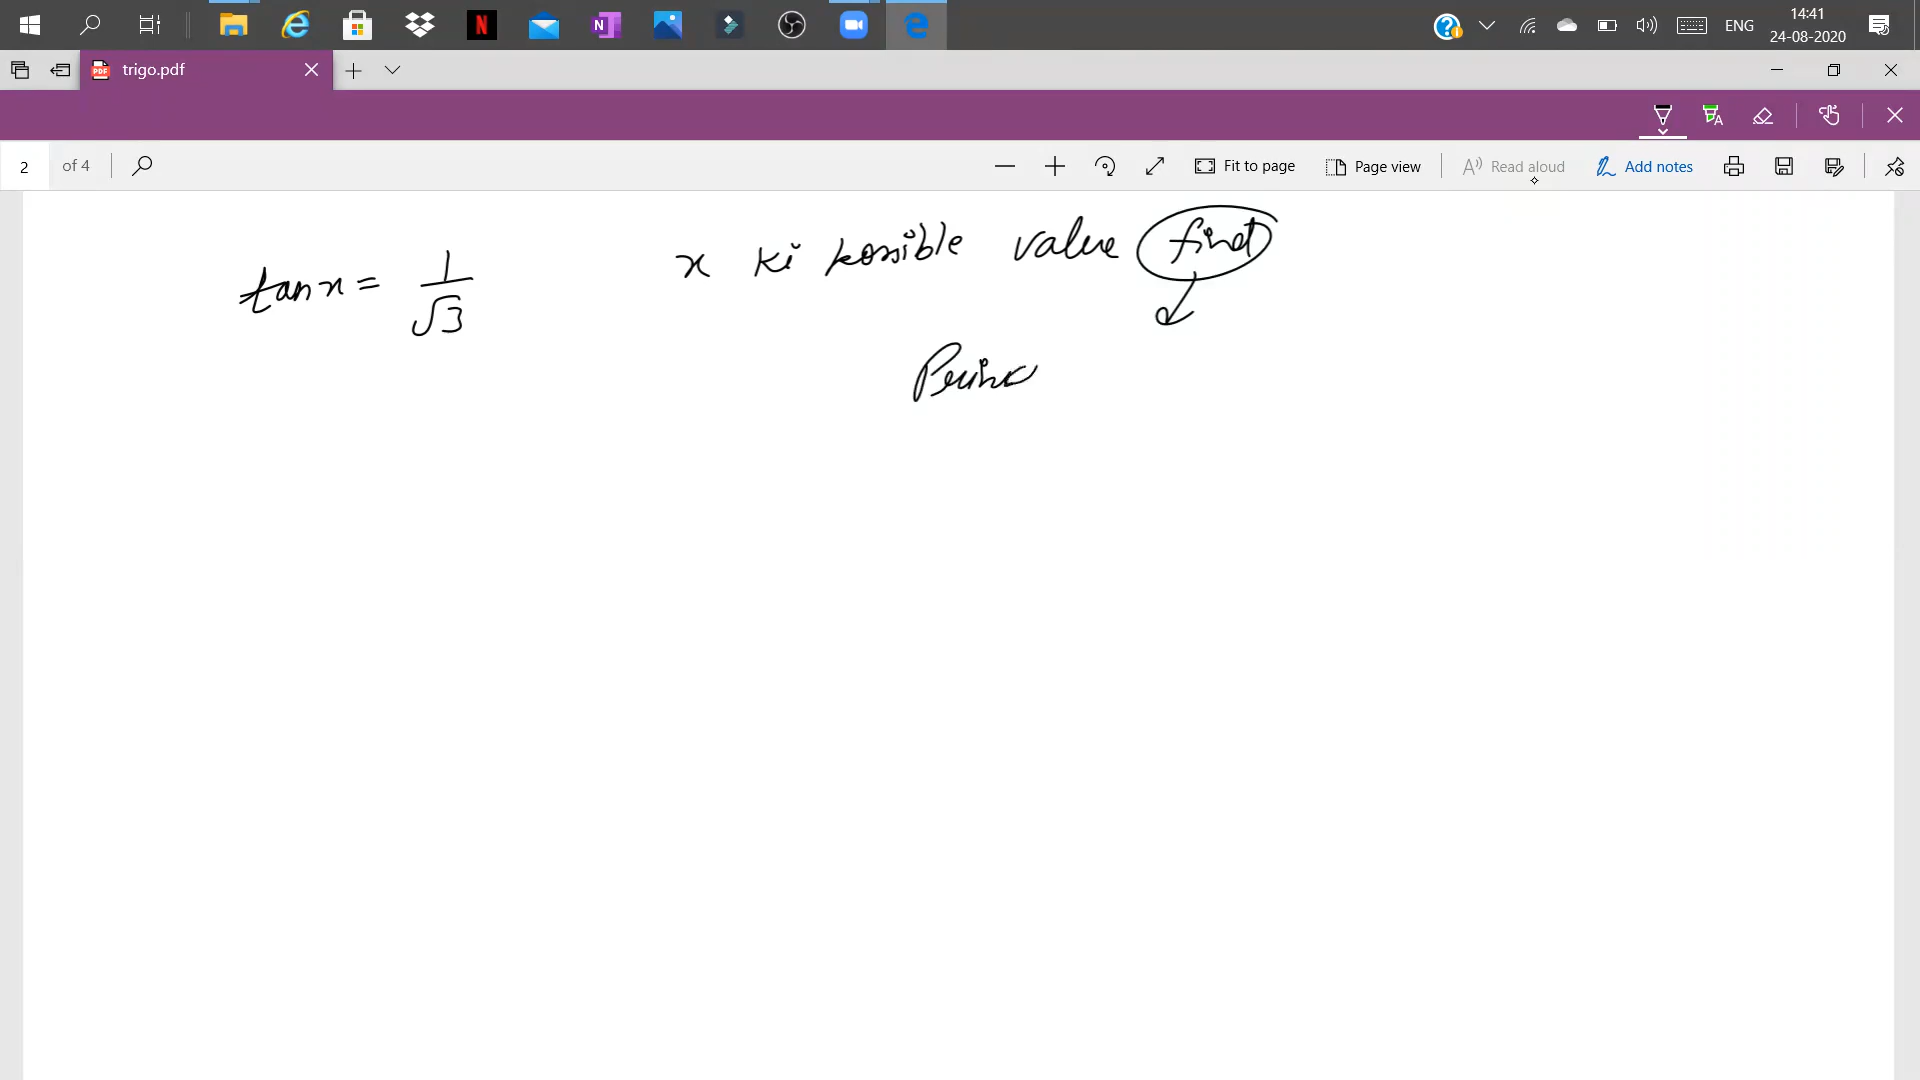 ENG
14:41
24-08-2020
trigo.pdf
2 of 4
Fit to page
Page view
Read aloud
Add notes
tan x = 1/√3
x ki possible value find